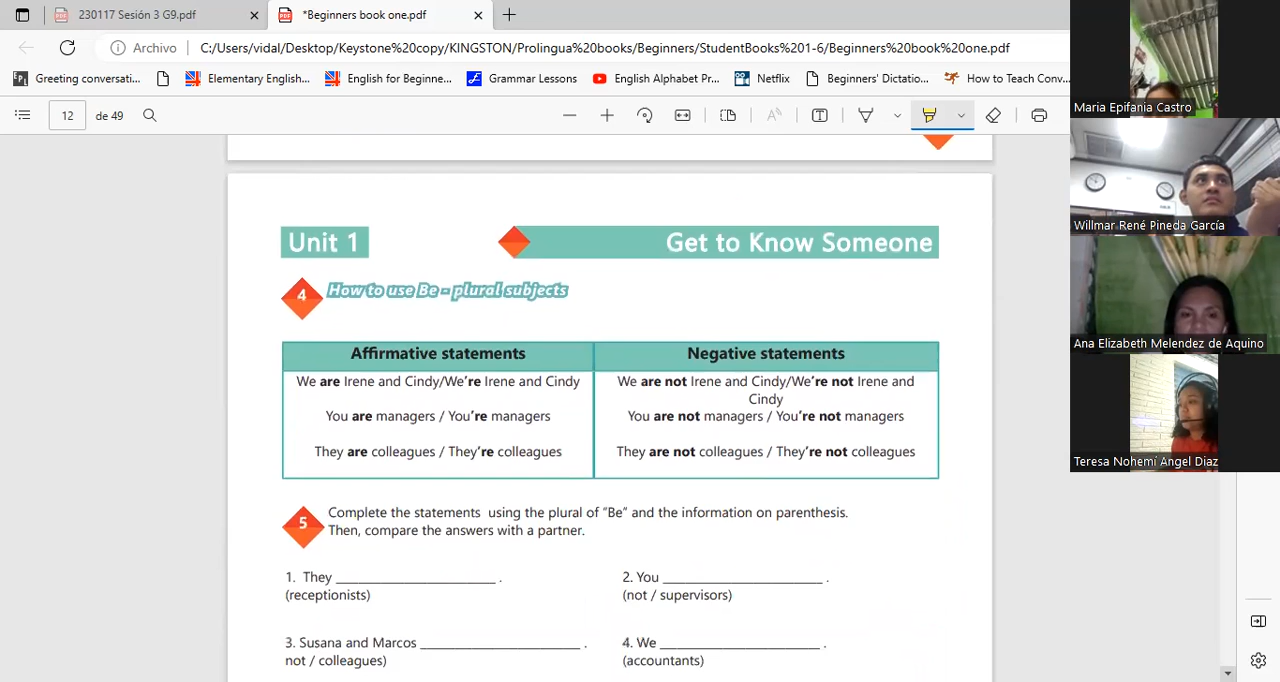 230117 Sesión 3 G9.pdf
*Beginners book one.pdf
Archivo
C:/Users/vidal/Desktop/Keystone%20copy/KINGSTON/Prolingua%20books/Beginners/StudentBooks%201-6/Beginners%20book%20one.pdf
Greeting conversati...
Elementary English...
English for Beginne...
Grammar Lessons
English Alphabet Pr...
Netflix
Beginners' Dictatio...
How to Teach Conv...
12 de 49
Unit 1
Get to Know Someone
4 How to use Be - plural subjects
Affirmative statements
Negative statements
We are Irene and Cindy/We're Irene and Cindy
We are not Irene and Cindy/We're not Irene and
Cindy
You are managers / You're managers
You are not managers / You're not managers
They are colleagues / They're colleagues
They are not colleagues / They're not colleagues
5 Complete the statements using the plural of "Be" and the information on parenthesis.
Then, compare the answers with a partner.
1. They ______________________ .
(receptionists)
2. You ______________________ .
(not / supervisors)
3. Susana and Marcos ______________________ .
not / colleagues)
4. We ______________________ .
(accountants)
Maria Epifania Castro
Willmar René Pineda García
Ana Elizabeth Melendez de Aquino
Teresa Nohemí Angel Diaz